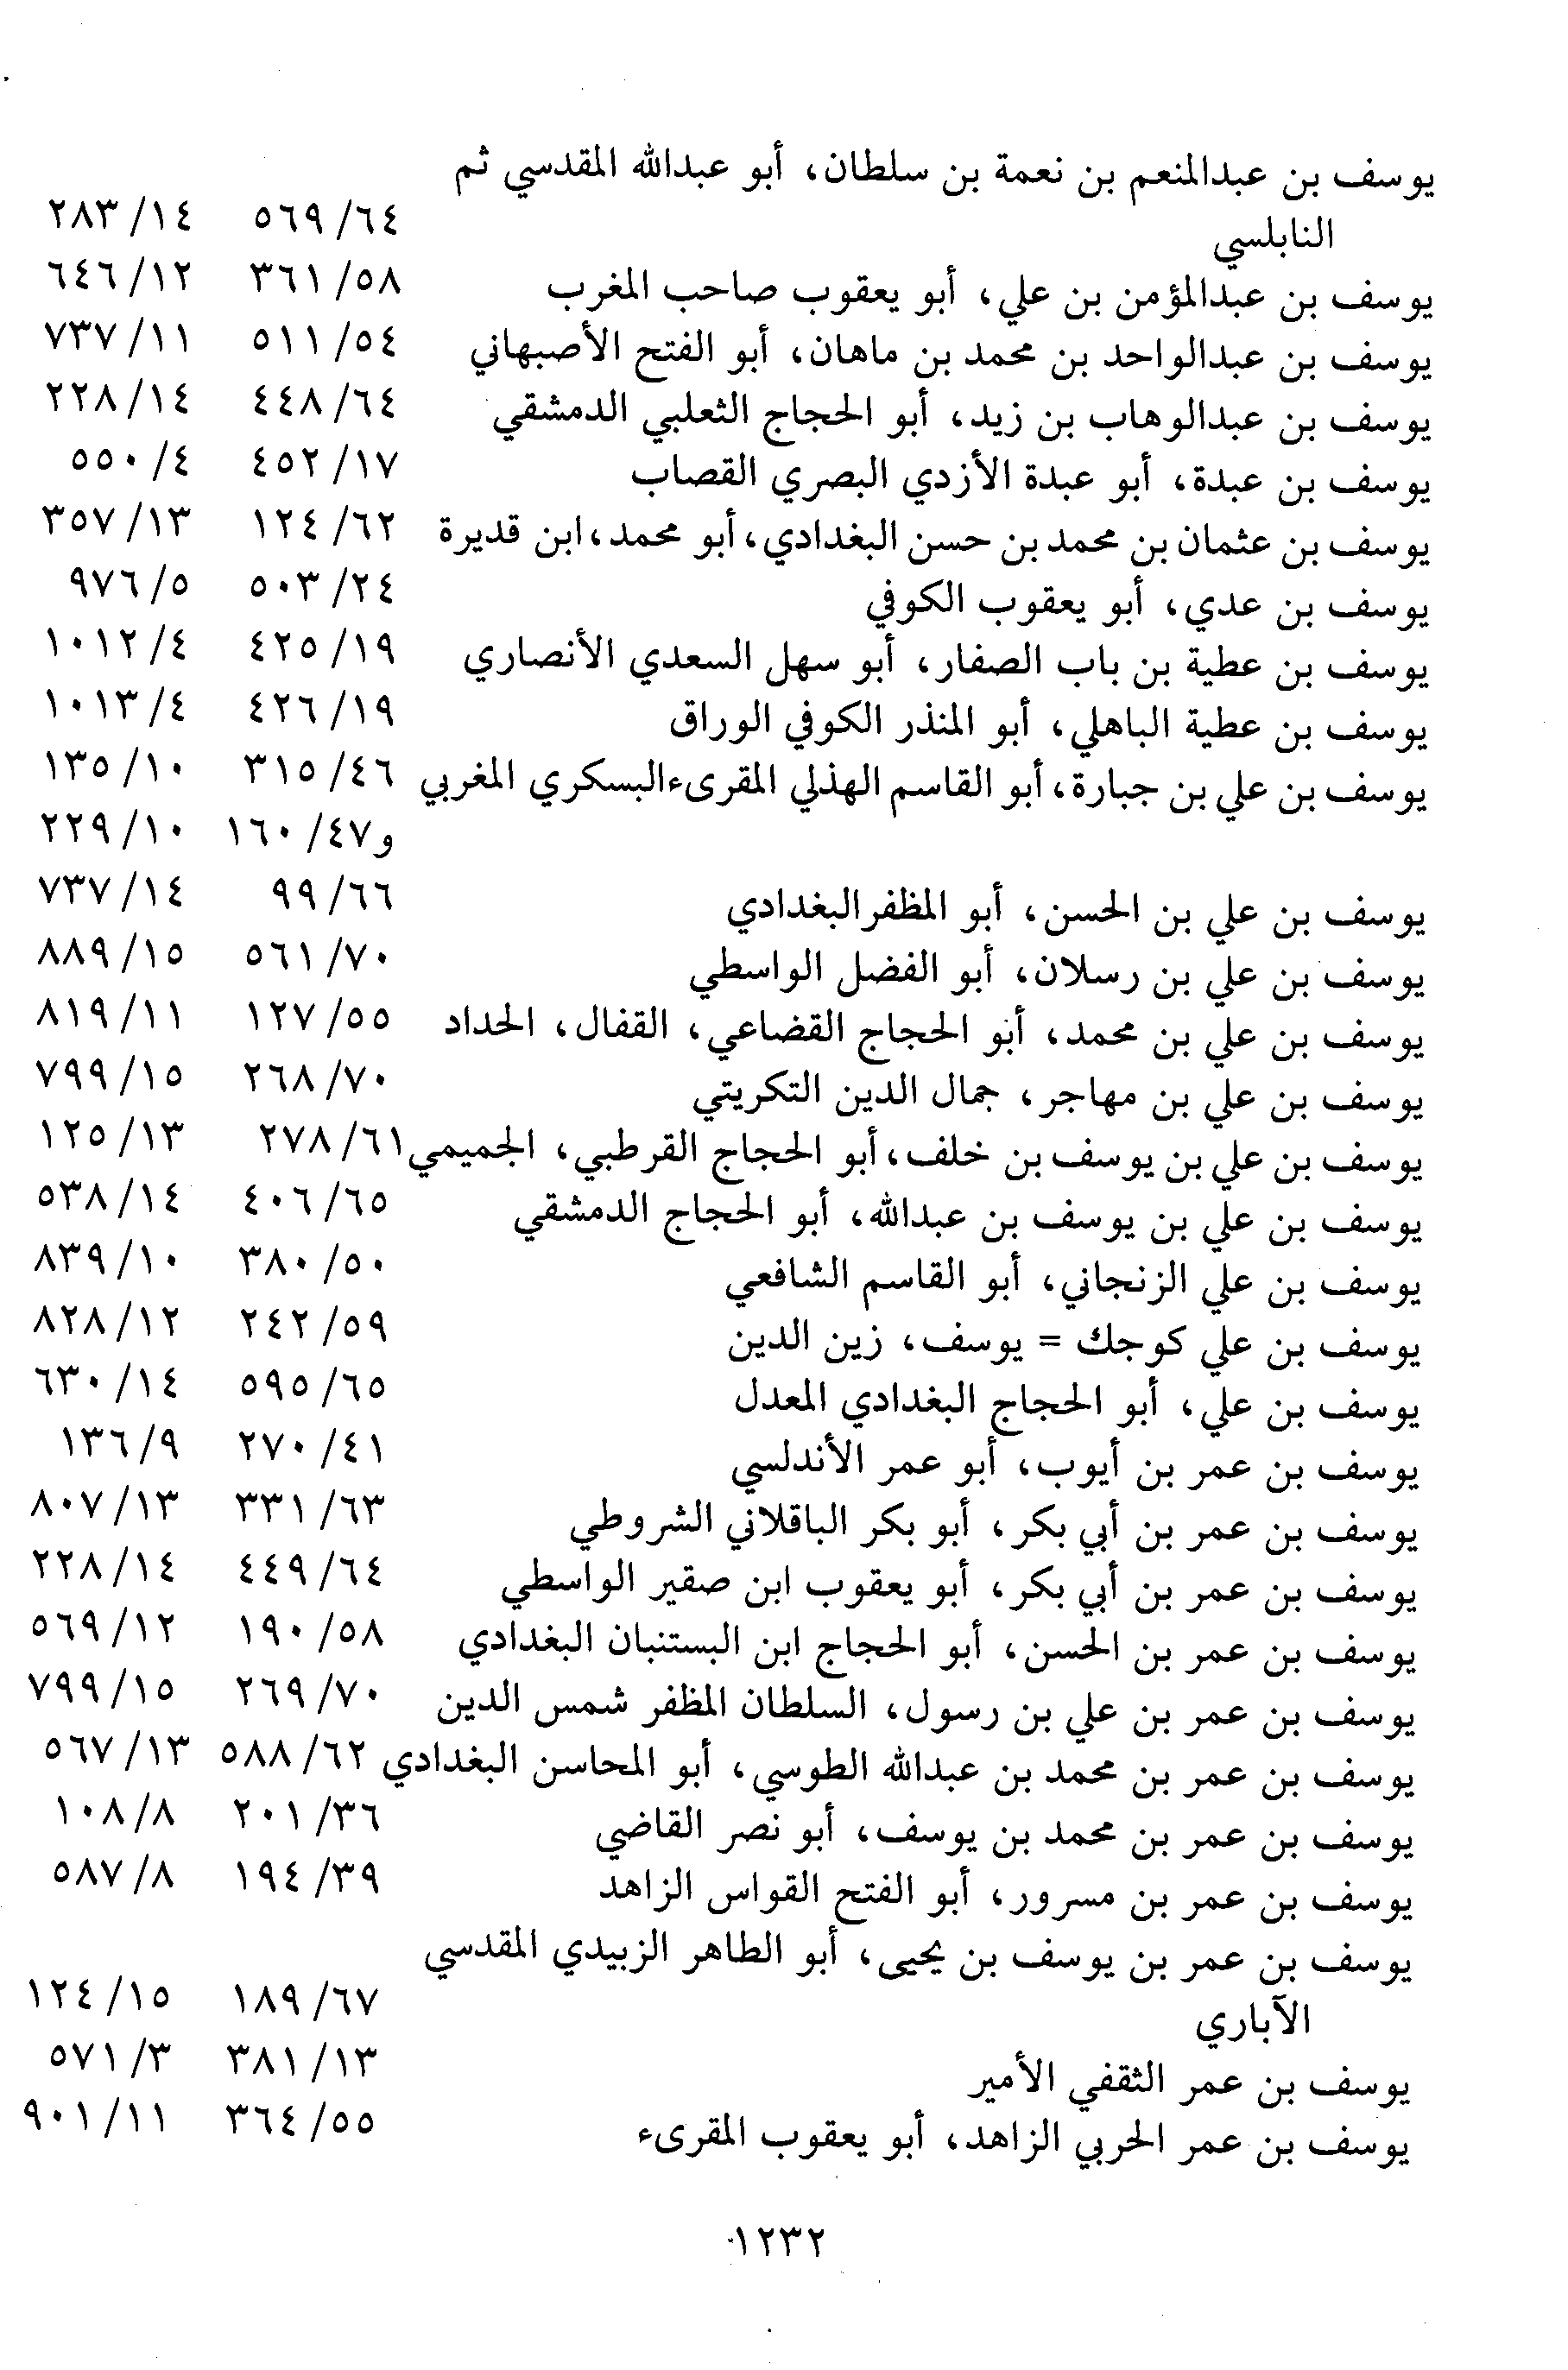 يوسف بن عبدالمنعم بن نعمة بن سلطان، أبو عبدالله المقدسي ثم
النابلسي ٦٤/ ٥٦٩ ١٤/ ٢٨٣
يوسف بن عبدالمؤمن بن علي، أبو يعقوب صاحب المغرب ٥٨/ ٣٦١ ١٢/ ٦٤٦
يوسف بن عبدالواحد بن محمد بن ماهان، أبو الفتح الأصبهاني ٥٤/ ٥١١ ١١/ ٧٣٧
يوسف بن عبدالوهاب بن زيد، أبو الحجاج الثعلبي الدمشقي ٦٤/ ٤٤٨ ١٤/ ٢٢٨
يوسف بن عبدة، أبو عبدة الأزدي البصري القصاب ١٧/ ٤٥٢ ٤/ ٥٥٠
يوسف بن عثمان بن محمد بن حسن البغدادي، أبو محمد، ابن قديرة ٦٢/ ١٢٤ ١٣/ ٣٥٧
يوسف بن عدي، أبو يعقوب الكوفي ٢٤/ ٥٠٣ ٥/ ٩٧٦
يوسف بن عطية بن باب الصفار، أبو سهل السعدي الأنصاري ١٩/ ٤٢٥ ٤/ ١٠١٢
يوسف بن عطية الباهلي، أبو المنذر الكوفي الوراق ١٩/ ٤٢٦ ٤/ ١٠١٣
يوسف بن علي بن جبارة، أبو القاسم الهذلي المقرىء البسكري المغربي ٤٦/ ٣١٥ ١٠/ ١٣٥
و٤٧/ ١٦٠ ١٠/ ٢٢٩
يوسف بن علي بن الحسن، أبو المظفر البغدادي ٦٦/ ٩٩ ١٤/ ٧٣٧
يوسف بن علي بن رسلان، أبو الفضل الواسطي ٧٠/ ٥٦١ ١٥/ ٨٨٩
يوسف بن علي بن محمد، أبو الحجاج القضاعي، القفال، الحداد ٥٥/ ١٢٧ ١١/ ٨١٩
يوسف بن علي بن مهاجر، جمال الدين التكريتي ٧٠/ ٢٦٨ ١٥/ ٧٩٩
يوسف بن علي بن يوسف بن خلف، أبو الحجاج القرطبي، الجميمي ٦١/ ٢٧٨ ١٣/ ١٢٥
يوسف بن علي بن يوسف بن عبدالله، أبو الحجاج الدمشقي ٦٥/ ٤٠٦ ١٤/ ٥٣٨
يوسف بن علي الزنجاني، أبو القاسم الشافعي ٥٠/ ٣٨٠ ١٠/ ٨٣٩
يوسف بن علي كوجك = يوسف، زين الدين ٥٩/ ٢٤٢ ١٢/ ٨٢٨
يوسف بن علي، أبو الحجاج البغدادي المعدل ٦٥/ ٥٩٥ ١٤/ ٦٣٠
يوسف بن عمر بن أيوب، أبو عمر الأندلسي ٤١/ ٢٧٠ ٩/ ١٣٦
يوسف بن عمر بن أبي بكر، أبو بكر الباقلاني الشروطي ٦٣/ ٣٣١ ١٣/ ٨٠٧
يوسف بن عمر بن أبي بكر، أبو يعقوب ابن صقير الواسطي ٦٤/ ٤٤٩ ١٤/ ٢٢٨
يوسف بن عمر بن الحسن، أبو الحجاج ابن البستنبان البغدادي ٥٨/ ١٩٠ ١٢/ ٥٦٩
يوسف بن عمر بن علي بن رسول، السلطان المظفر شمس الدين ٧٠/ ٢٦٩ ١٥/ ٧٩٩
يوسف بن عمر بن محمد بن عبدالله الطوسي، أبو المحاسن البغدادي ٦٢/ ٥٨٨ ١٣/ ٥٦٧
يوسف بن عمر بن محمد بن يوسف، أبو نصر القاضي ٣٦/ ٢٠١ ٨/ ١٠٨
يوسف بن عمر بن مسرور، أبو الفتح القواس الزاهد ٣٩/ ١٩٤ ٨/ ٥٨٧
يوسف بن عمر بن يوسف بن يحيى، أبو الطاهر الزبيدي المقدسي
الآباري ٦٧/ ١٨٩ ١٥/ ١٢٤
يوسف بن عمر الثقفي الأمير ١٣/ ٣٨١ ٣/ ٥٧١
يوسف بن عمر الحربي الزاهد، أبو يعقوب المقرىء ٥٥/ ٣٦٤ ١١/ ٩٠١
١٢٣٢